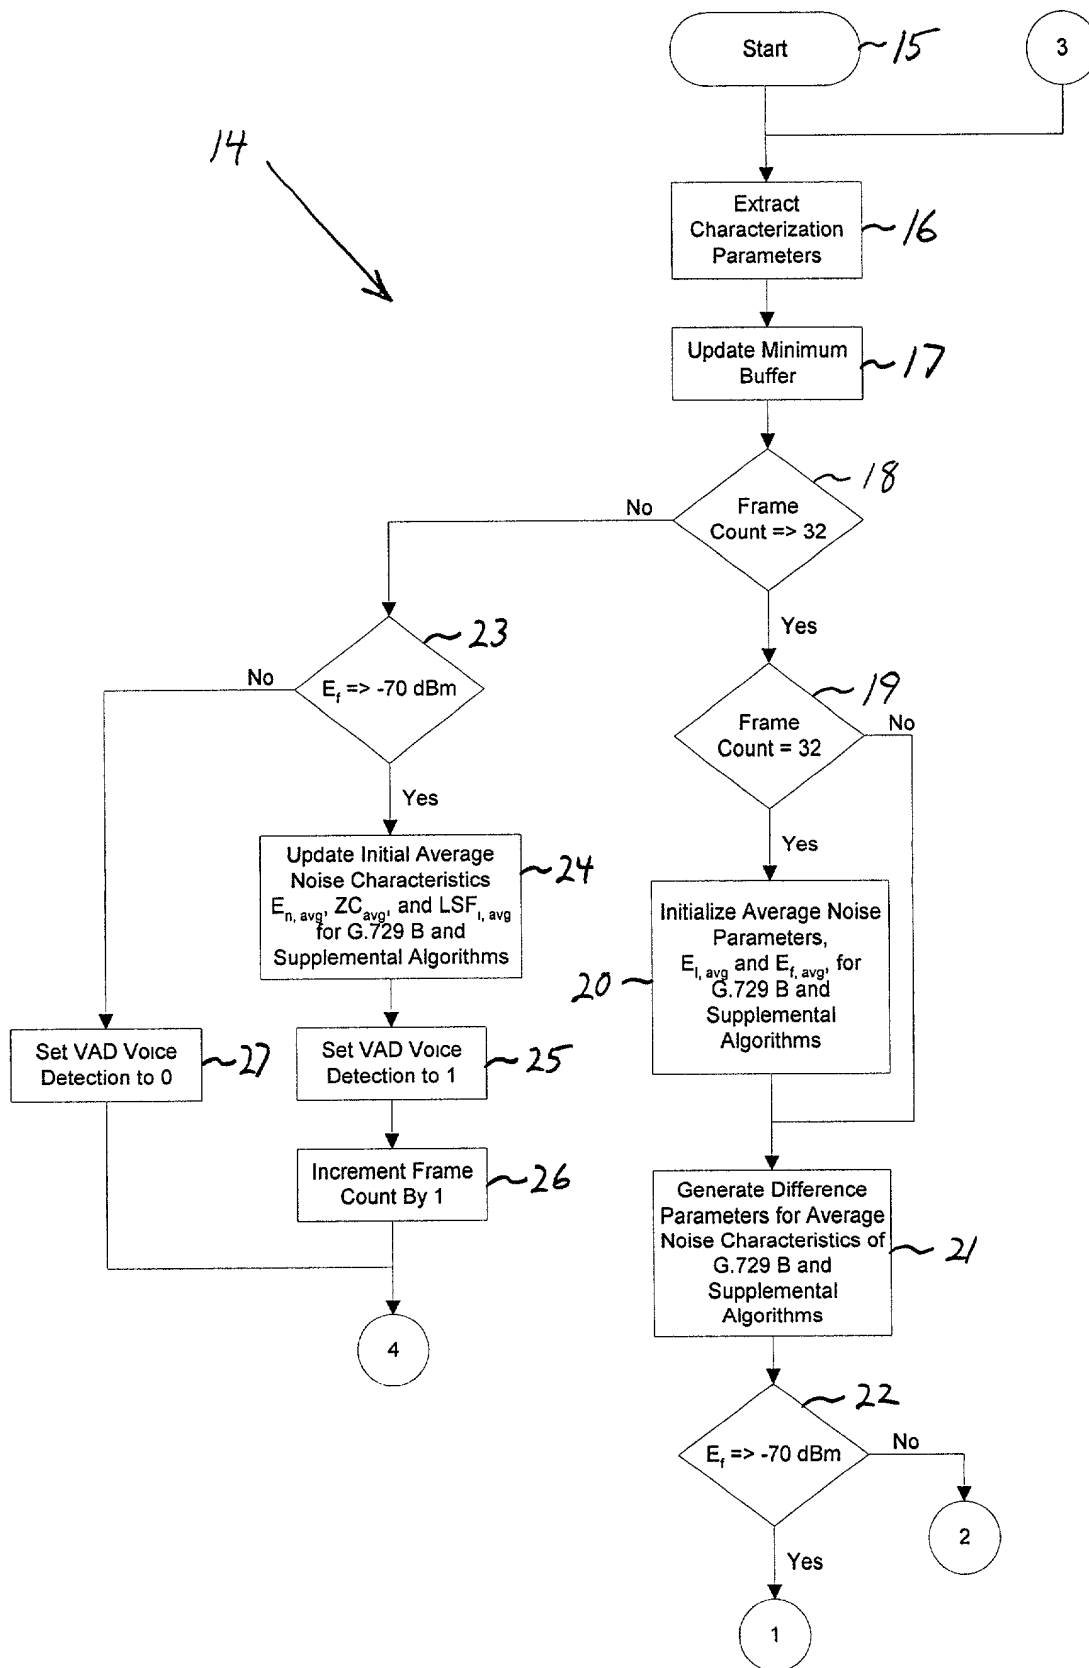 Start
15
3
14
Extract
Characterization
Parameters
16
Update Minimum
Buffer
17
18
No
Frame
Count => 32
Yes
23
No
E_f => -70 dBm
19
Frame
Count = 32
No
Yes
Yes
Update Initial Average
Noise Characteristics
E_n, avg, ZC_avg, and LSF_i, avg
for G.729 B and
Supplemental Algorithms
24
Initialize Average Noise
Parameters,
E_l, avg and E_f, avg, for
G.729 B and
Supplemental
Algorithms
20
Set VAD Voice
Detection to 0
27
Set VAD Voice
Detection to 1
25
Increment Frame
Count By 1
26
Generate Difference
Parameters for Average
Noise Characteristics of
G.729 B and
Supplemental
Algorithms
21
4
22
E_f => -70 dBm
No
2
Yes
1